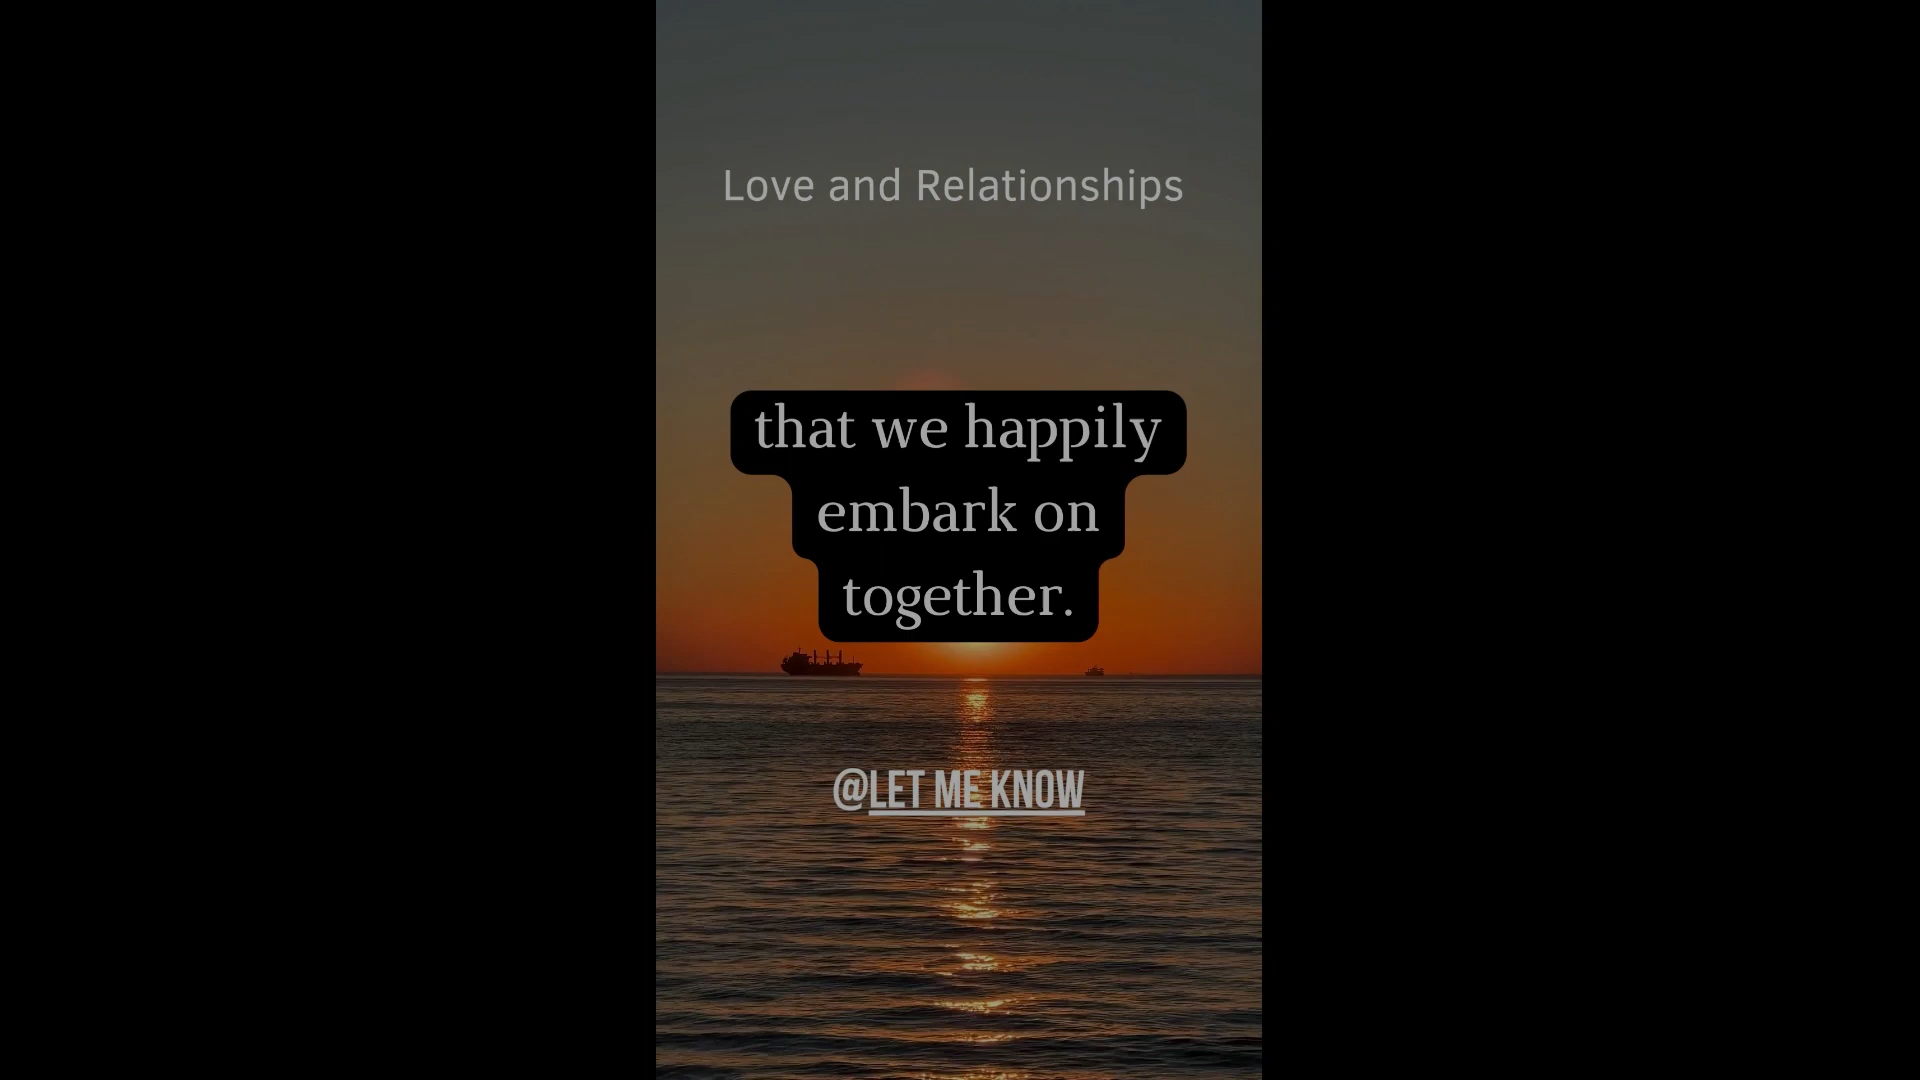 Love and Relationships
that we happily
embark on
together.
@LET ME KNOW